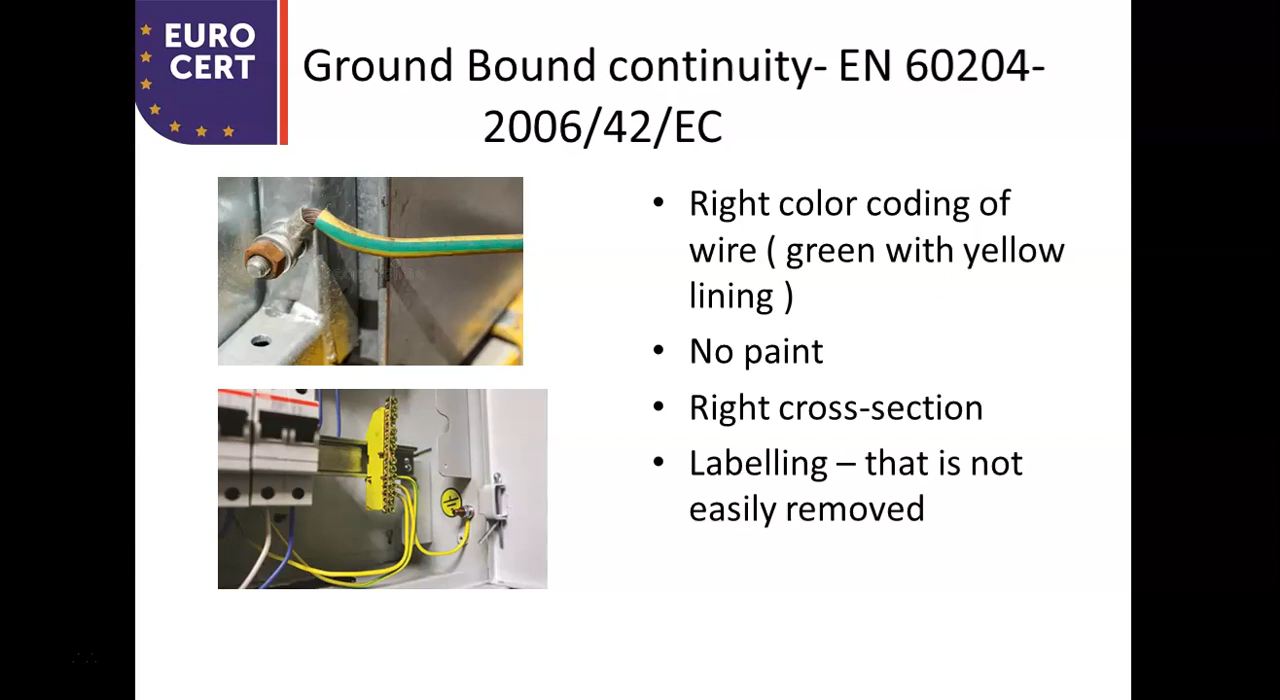 EURO
CERT
Ground Bound continuity- EN 60204-
2006/42/EC
• Right color coding of
wire ( green with yellow
lining )
• No paint
• Right cross-section
• Labelling – that is not
easily removed